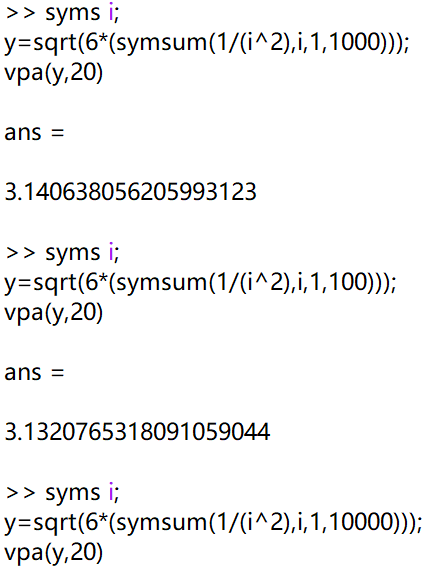 >> syms i;
y=sqrt(6*(symsum(1/(i^2),i,1,1000)));
vpa(y,20)
ans =
3.140638056205993123
>> syms i;
y=sqrt(6*(symsum(1/(i^2),i,1,100)));
vpa(y,20)
ans =
3.1320765318091059044
>> syms i;
y=sqrt(6*(symsum(1/(i^2),i,1,10000)));
vpa(y,20)